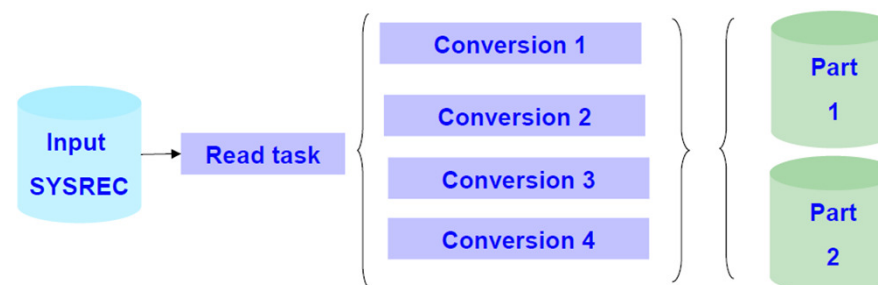 Input
SYSREC
Read task
Conversion 1
Conversion 2
Conversion 3
Conversion 4
Part
1
Part
2